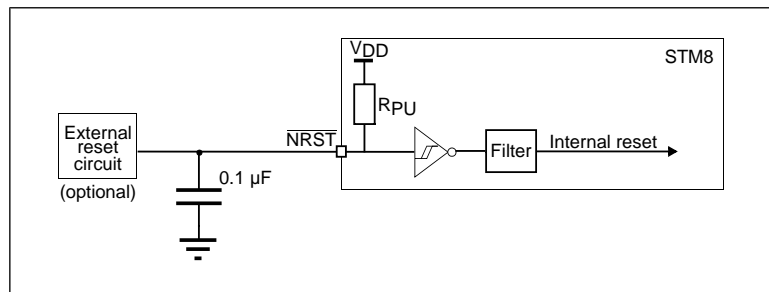 VDD
STM8
RPU
External
reset
circuit
(optional)
NRST
0.1 µF
Filter
Internal reset